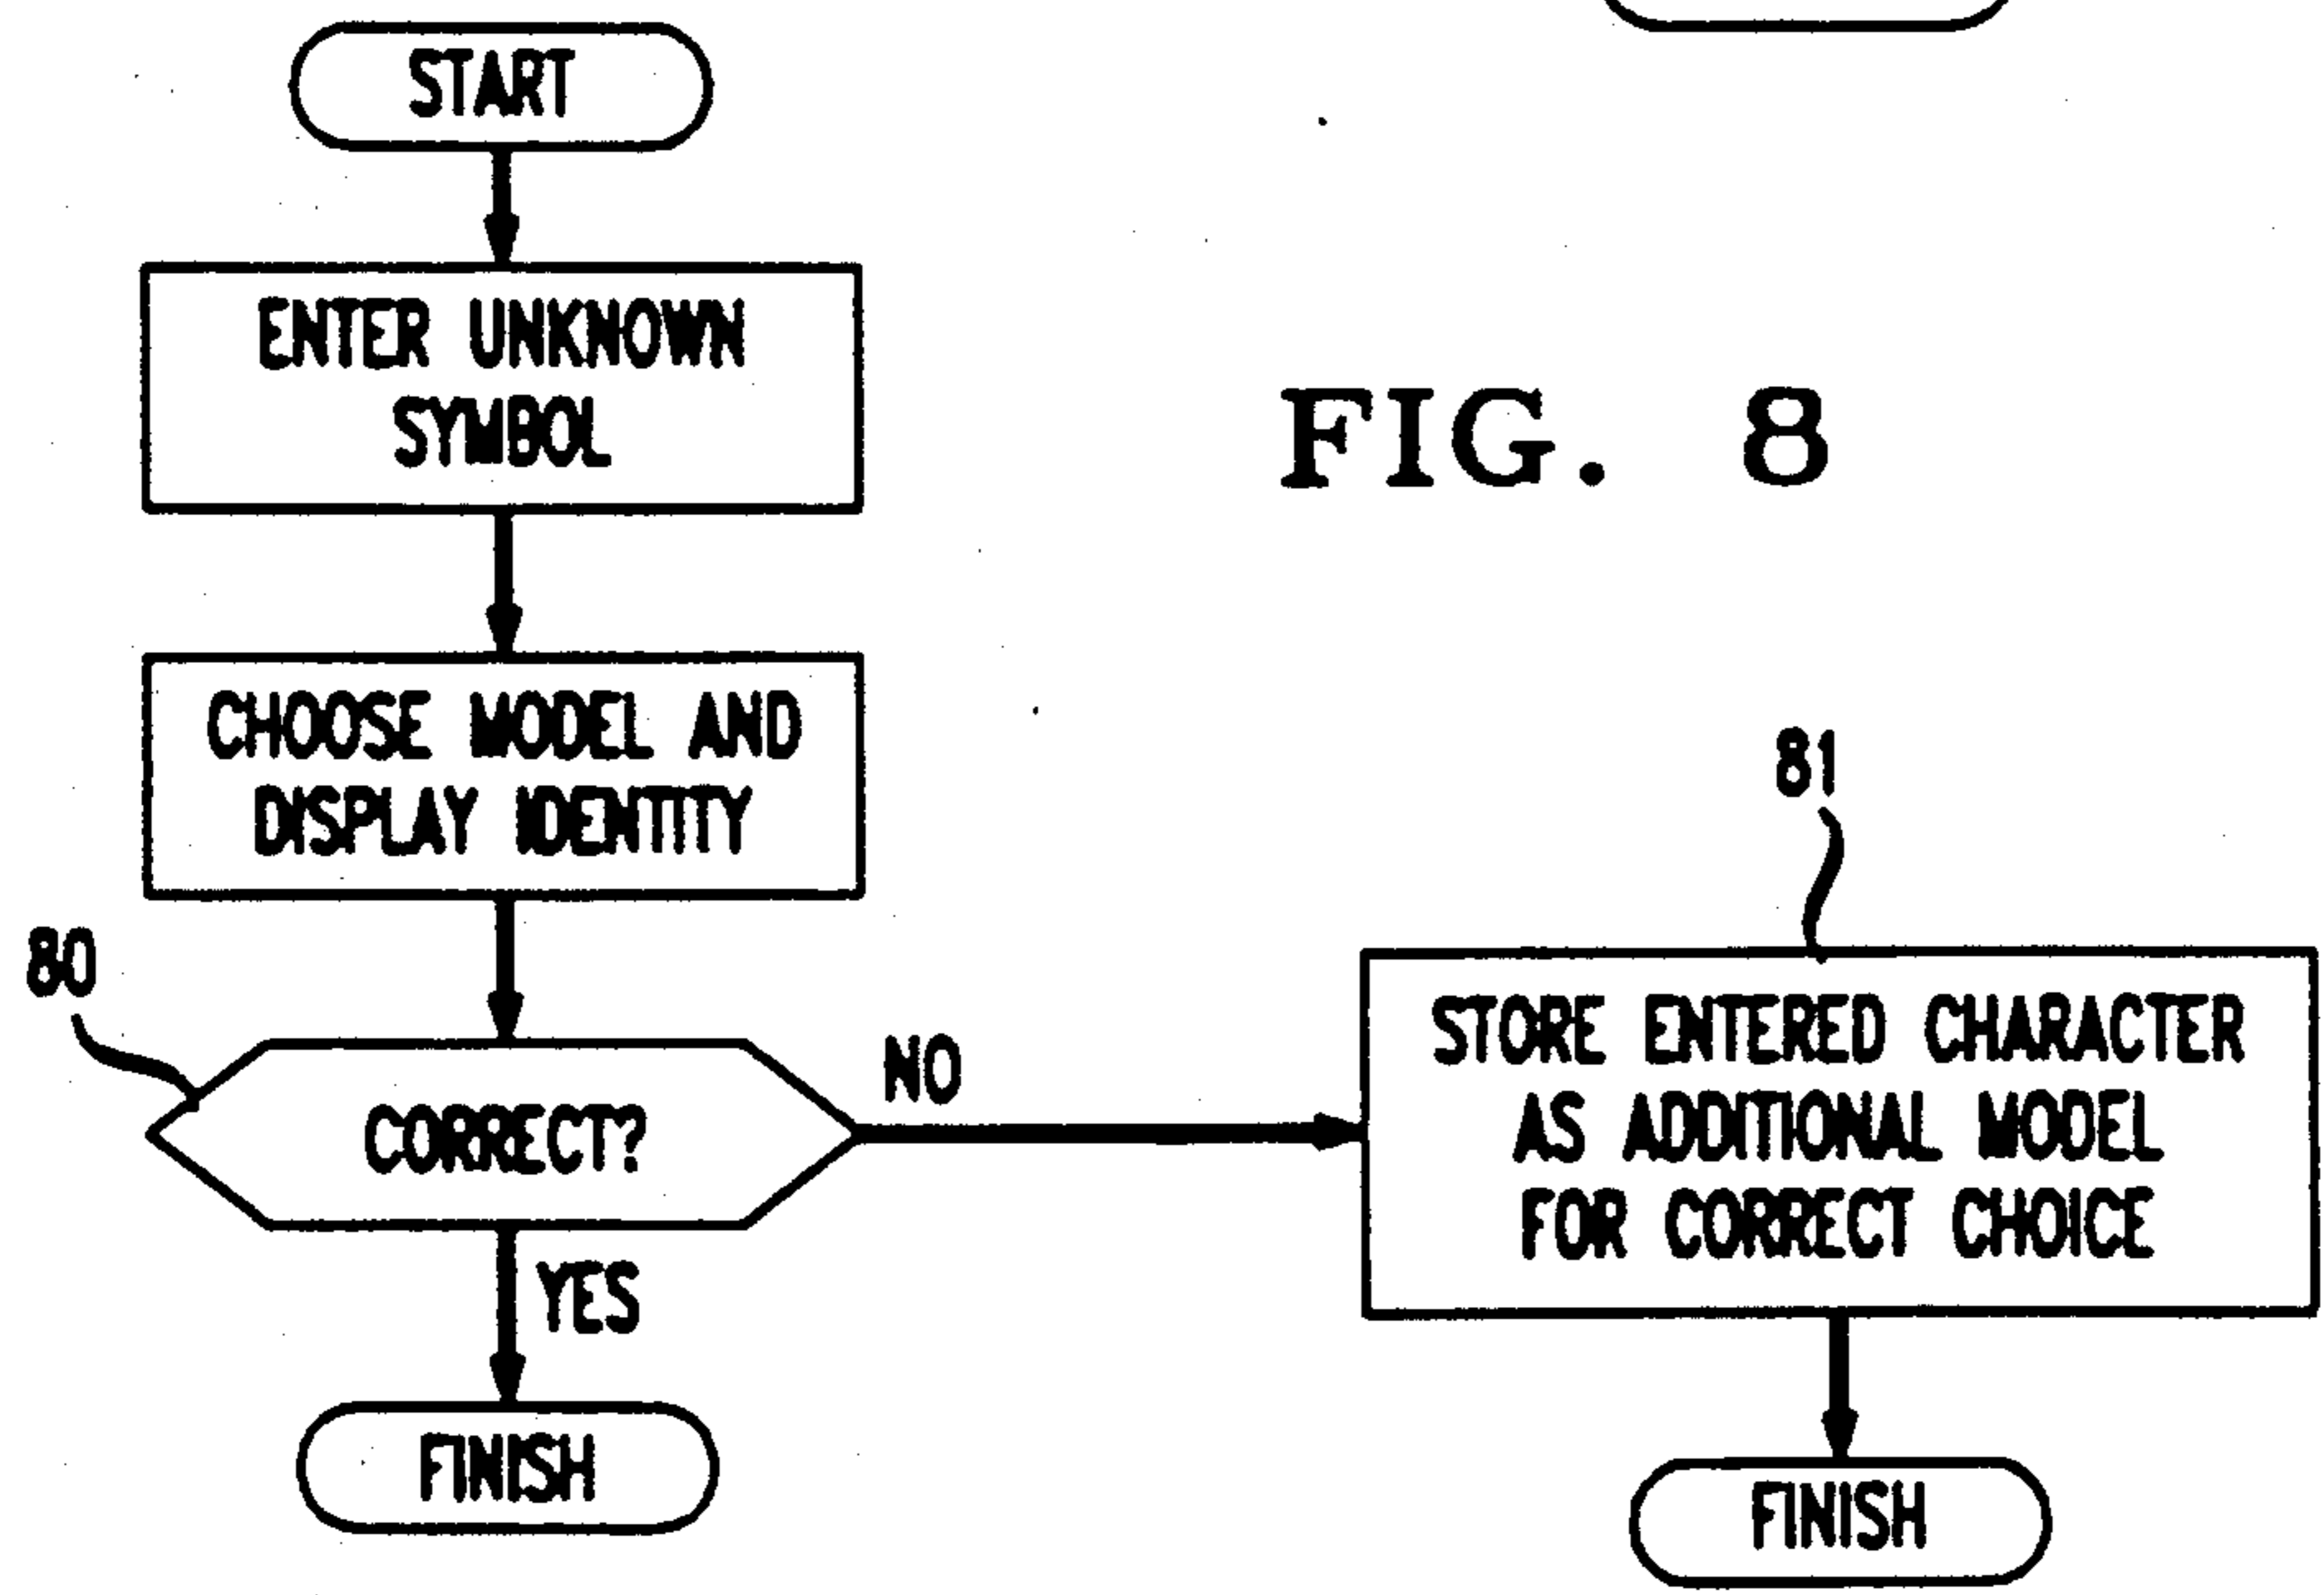 START
ENTER UNKNOWN
SYMBOL
FIG. 8
CHOOSE MODEL AND
DISPLAY IDENTITY
80
CORRECT?
NO
YES
FINISH
81
STORE ENTERED CHARACTER
AS ADDITIONAL MODEL
FOR CORRECT CHOICE
FINISH